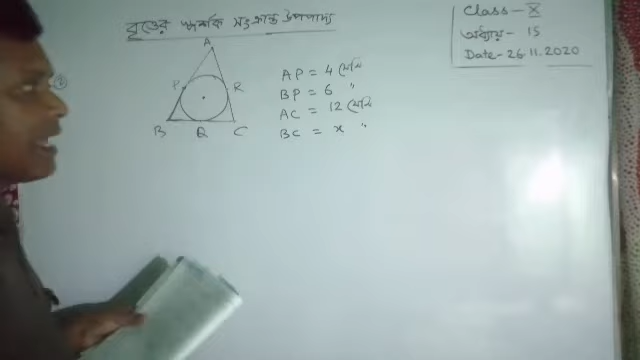 বৃত্তের স্পর্শক সংক্রান্ত উপপাদ্য
Class - X
অধ্যায় - 15
Date - 26.11.2020
A
P
R
B
Q
C
AP = 4 সেমি
BP = 6 "
AC = 12 সেমি
BC = x "